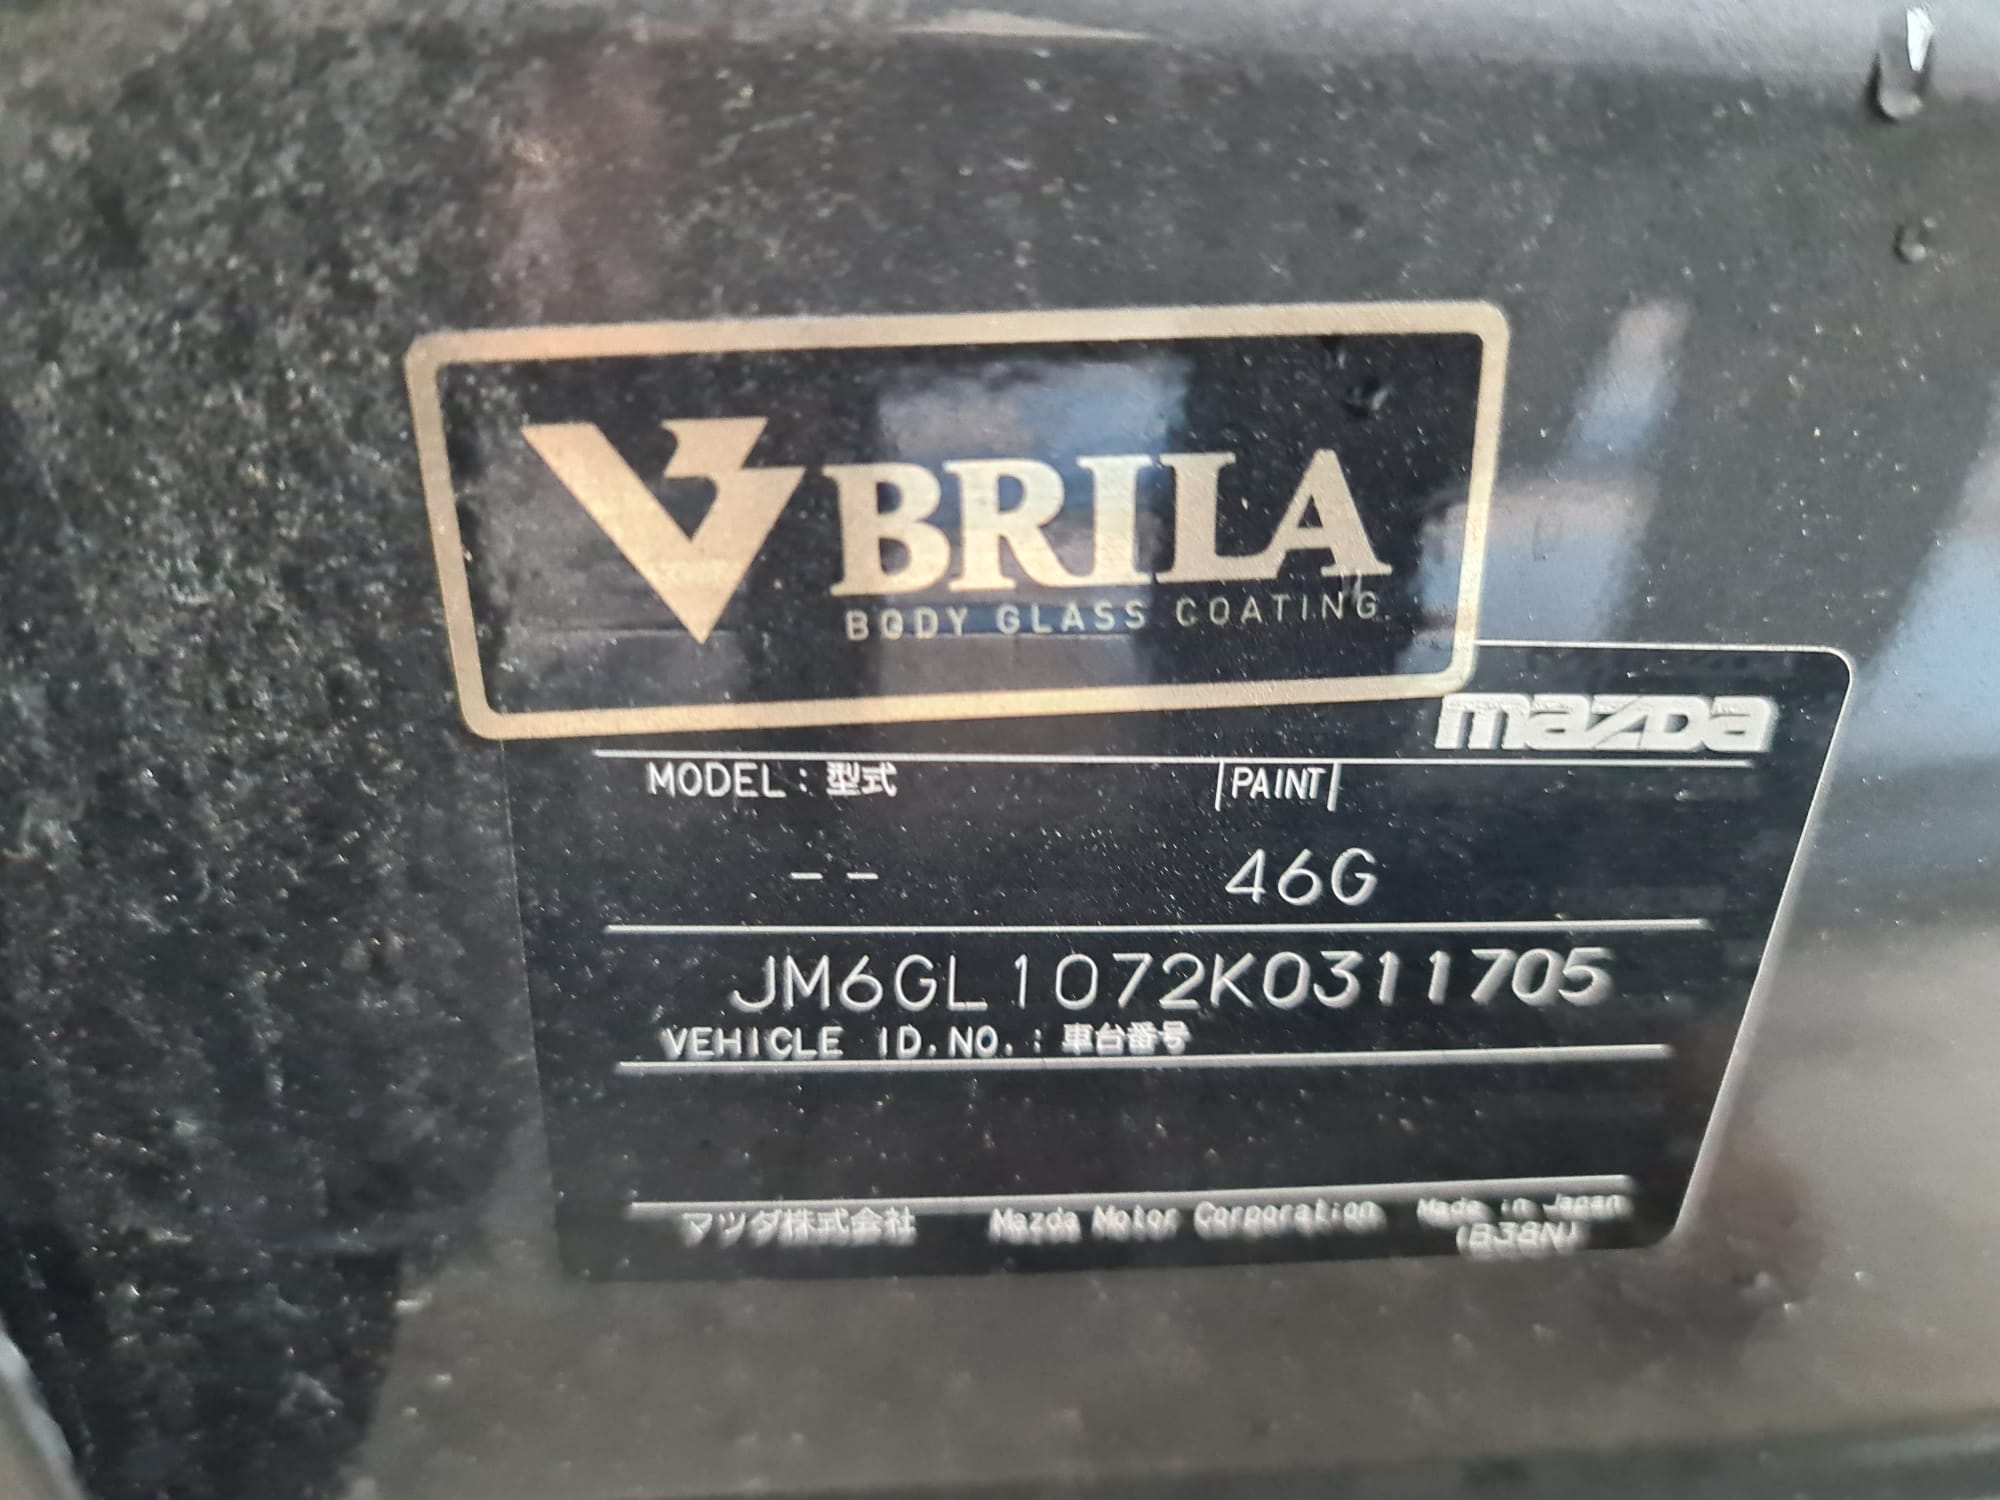 BRILA
BODY GLASS COATING
mazda
MODEL : 型式 PAINT
-- 46G
JM6GL1072K0311705
VEHICLE ID.NO. : 車台番号
マツダ株式会社 Mazda Motor Corporation Made in Japan
(B38N)